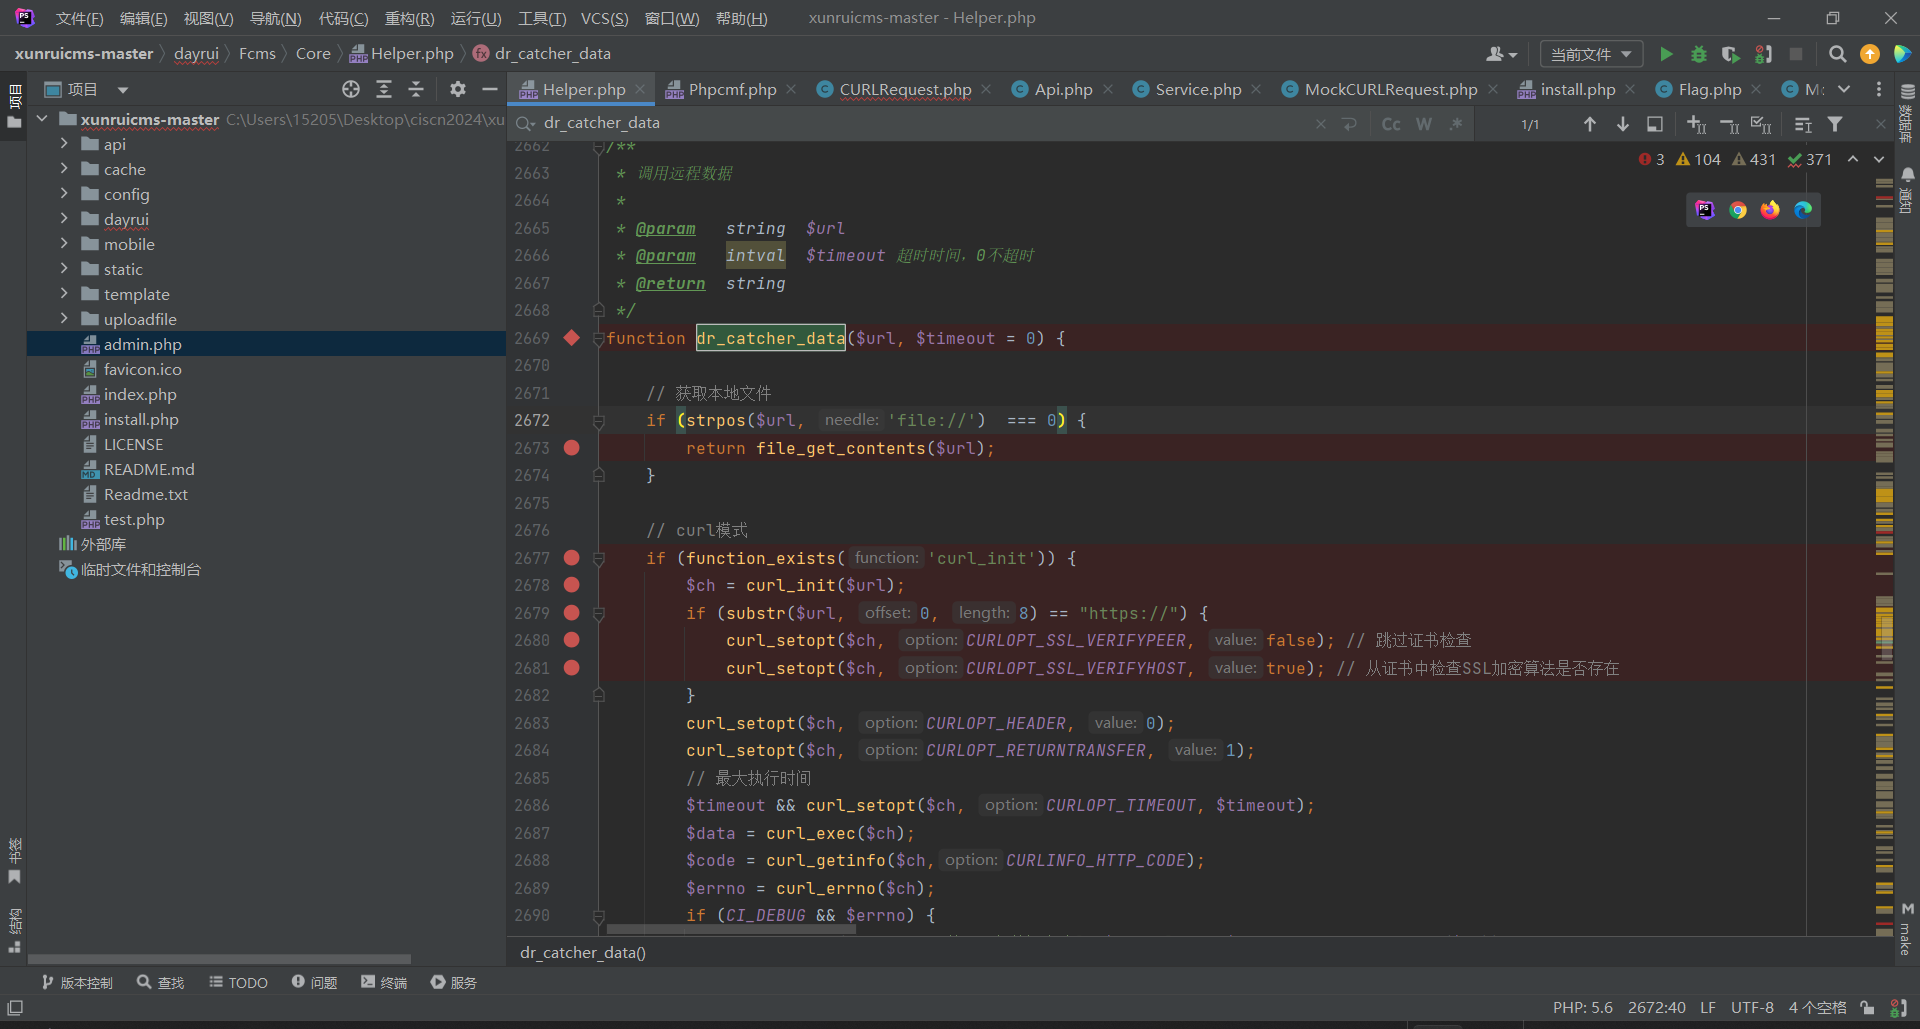 文件(F) 编辑(E) 视图(V) 导航(N) 代码(C) 重构(R) 运行(U) 工具(T) VCS(S) 窗口(W) 帮助(H) xunruicms-master - Helper.php
xunruicms-master dayrui Fcms Core Helper.php dr_catcher_data 当前文件
项目
项目
Helper.php Phpcmf.php CURLRequest.php Api.php Service.php MockCURLRequest.php install.php Flag.php
数据库
dr_catcher_data Cc W .* 1/1
xunruicms-master C:\Users\15205\Desktop\ciscn2024\xu
api
cache
config
dayrui
mobile
static
template
uploadfile
admin.php
favicon.ico
index.php
install.php
LICENSE
README.md
Readme.txt
test.php
外部库
临时文件和控制台
3 104 431 371
通知
2662 /**
2663 * 调用远程数据
2664 *
2665 * @param string $url
2666 * @param intval $timeout 超时时间，0不超时
2667 * @return string
2668 */
2669 function dr_catcher_data($url, $timeout = 0) {
2670
2671 // 获取本地文件
2672 if (strpos($url, needle: 'file://') === 0) {
2673 return file_get_contents($url);
2674 }
2675
2676 // curl模式
2677 if (function_exists( function: 'curl_init')) {
2678 $ch = curl_init($url);
2679 if (substr($url, offset: 0, length: 8) == "https://") {
2680 curl_setopt($ch, option: CURLOPT_SSL_VERIFYPEER, value: false); // 跳过证书检查
2681 curl_setopt($ch, option: CURLOPT_SSL_VERIFYHOST, value: true); // 从证书中检查SSL加密算法是否存在
2682 }
2683 curl_setopt($ch, option: CURLOPT_HEADER, value: 0);
2684 curl_setopt($ch, option: CURLOPT_RETURNTRANSFER, value: 1);
2685 // 最大执行时间
2686 $timeout && curl_setopt($ch, option: CURLOPT_TIMEOUT, $timeout);
2687 $data = curl_exec($ch);
2688 $code = curl_getinfo($ch, option: CURLINFO_HTTP_CODE);
2689 $errno = curl_errno($ch);
2690 if (CI_DEBUG && $errno) {
书签
结构
make
dr_catcher_data()
版本控制 查找 TODO 问题 终端 服务
PHP: 5.6 2672:40 LF UTF-8 4 个空格